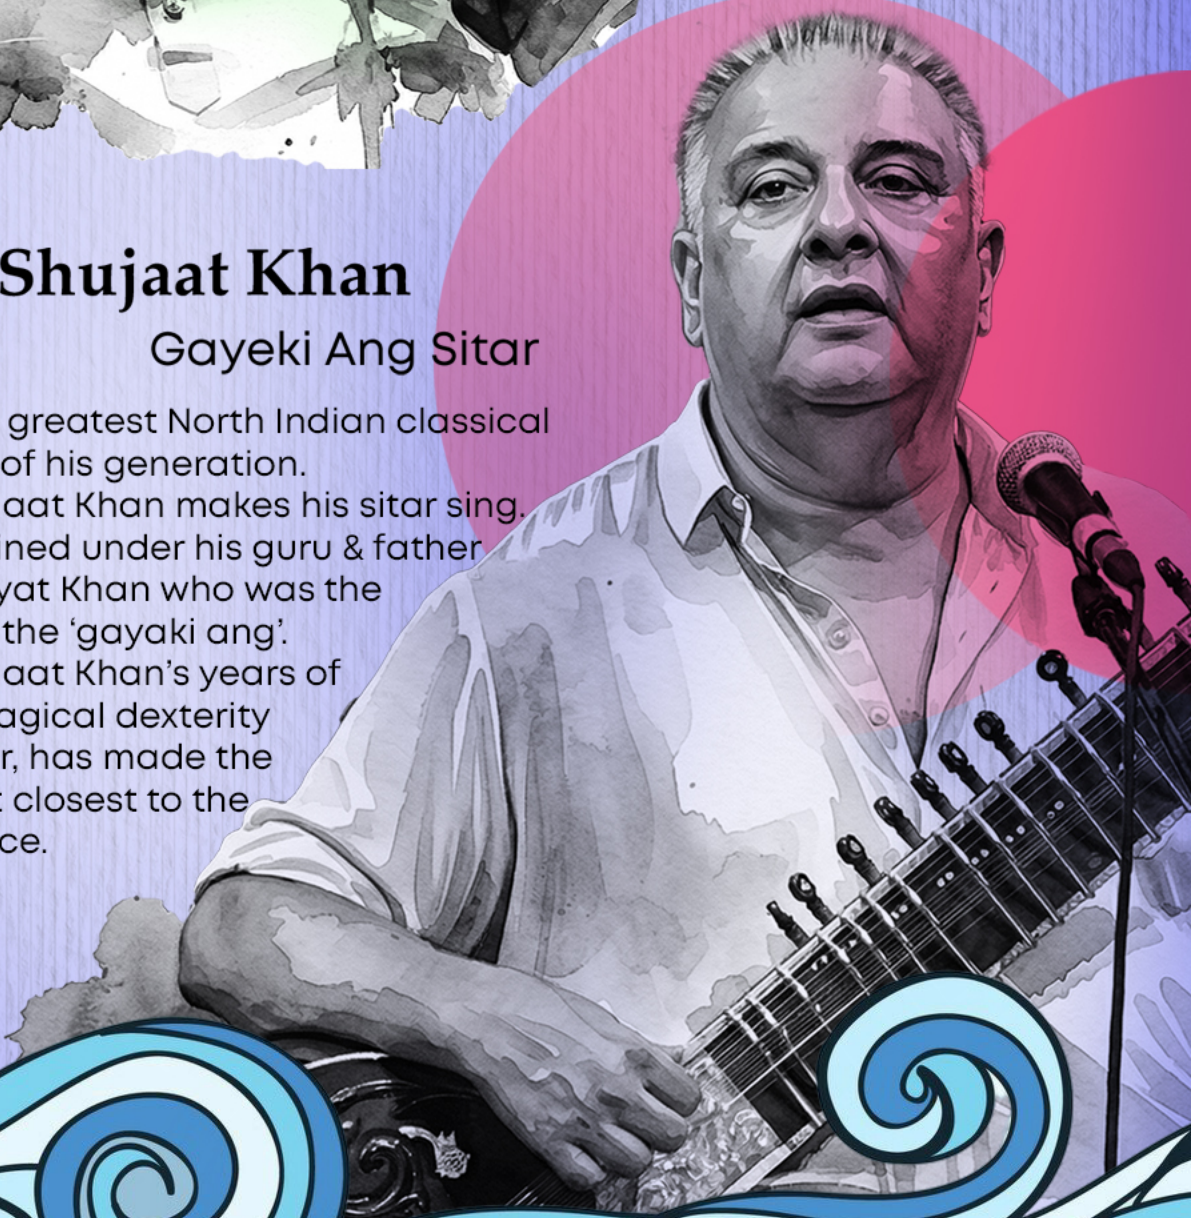 Shujaat Khan
Gayeki Ang Sitar
greatest North Indian classical
of his generation.
aat Khan makes his sitar sing.
ined under his guru & father
yat Khan who was the
the ‘gayaki ang’.
aat Khan’s years of
agical dexterity
r, has made the
t closest to the
ce.